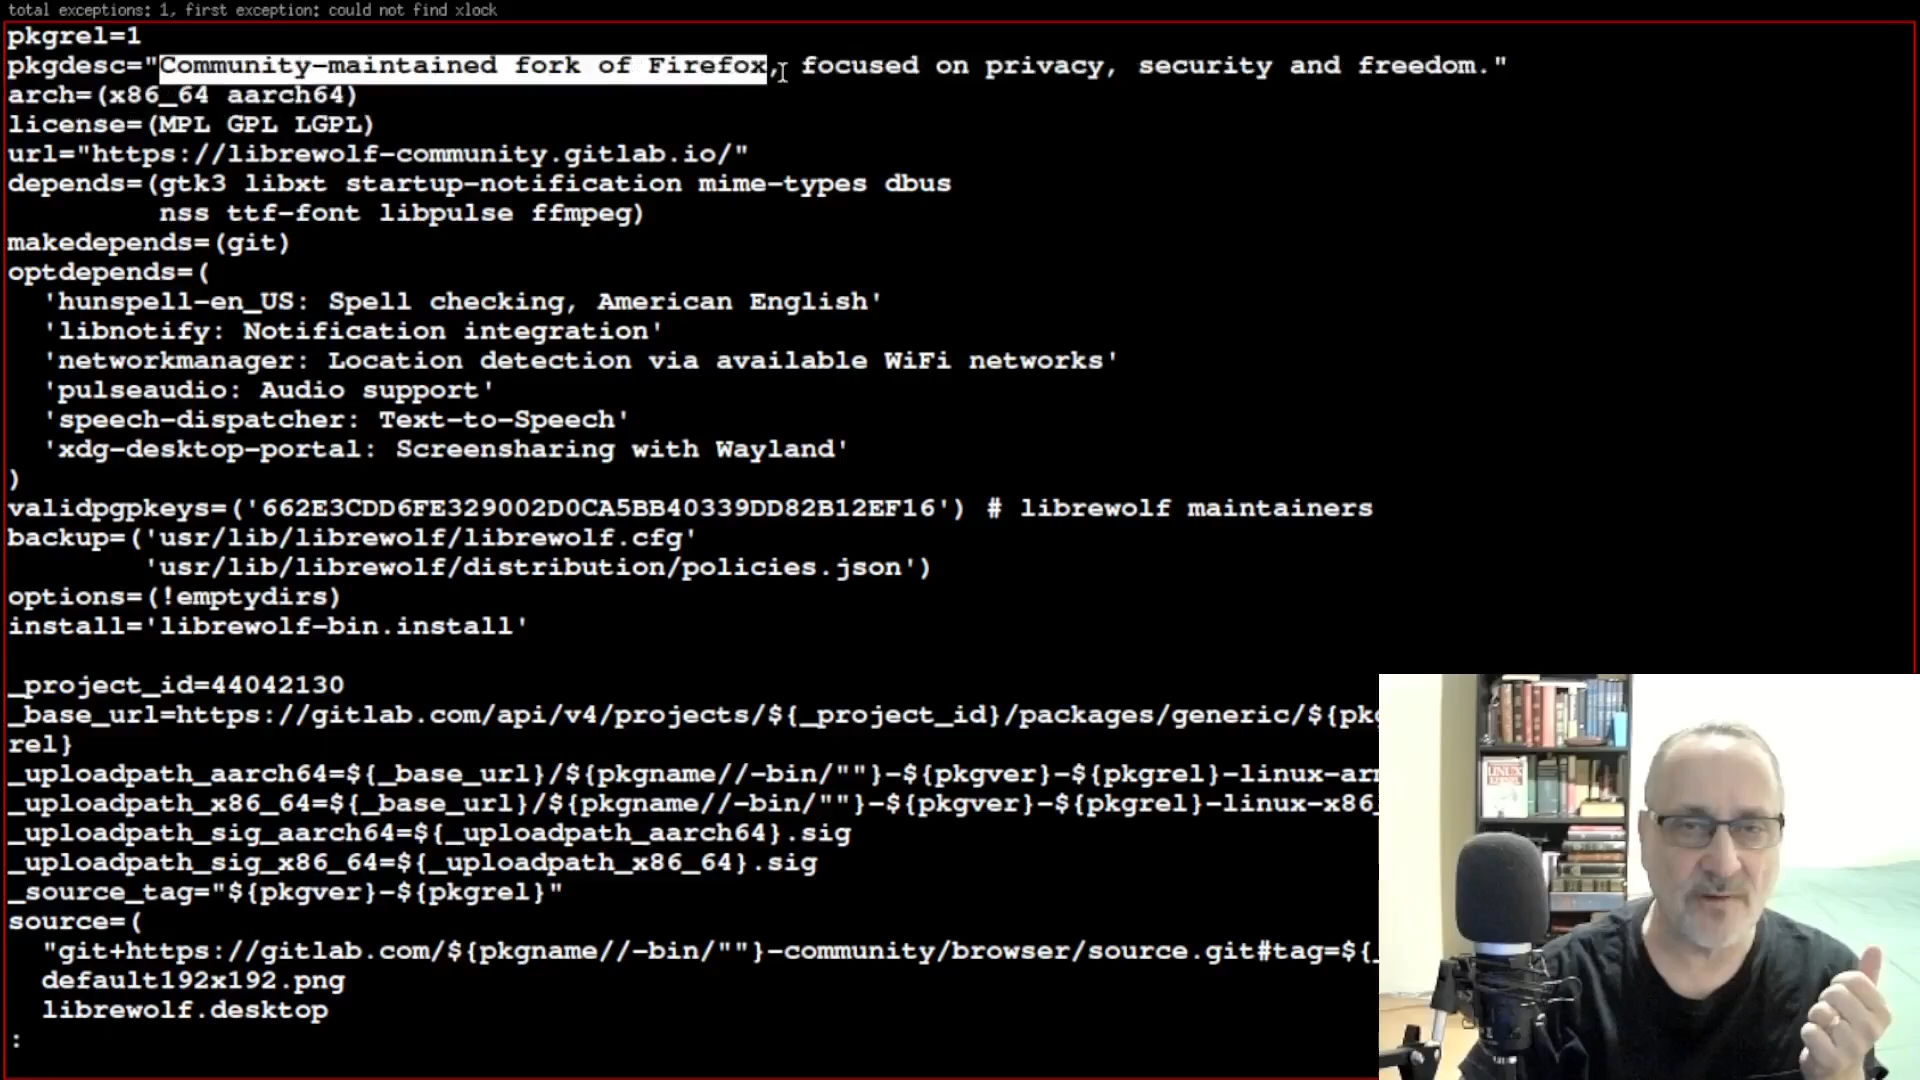 total exceptions: 1, first exception: could not find xlock
pkgrel=1
pkgdesc="Community-maintained fork of Firefox, focused on privacy, security and freedom."
arch=(x86_64 aarch64)
license=(MPL GPL LGPL)
url="https://librewolf-community.gitlab.io/"
depends=(gtk3 libxt startup-notification mime-types dbus
         nss ttf-font libpulse ffmpeg)
makedepends=(git)
optdepends=(
  'hunspell-en_US: Spell checking, American English'
  'libnotify: Notification integration'
  'networkmanager: Location detection via available WiFi networks'
  'pulseaudio: Audio support'
  'speech-dispatcher: Text-to-Speech'
  'xdg-desktop-portal: Screensharing with Wayland'
)
validpgpkeys=('662E3CDD6FE329002D0CA5BB40339DD82B12EF16') # librewolf maintainers
backup=('usr/lib/librewolf/librewolf.cfg'
        'usr/lib/librewolf/distribution/policies.json')
options=(!emptydirs)
install='librewolf-bin.install'
_project_id=44042130
_base_url=https://gitlab.com/api/v4/projects/${_project_id}/packages/generic/${pkg
rel}
_uploadpath_aarch64=${_base_url}/${pkgname//-bin/""}-${pkgver}-${pkgrel}-linux-arm
_uploadpath_x86_64=${_base_url}/${pkgname//-bin/""}-${pkgver}-${pkgrel}-linux-x86_
_uploadpath_sig_aarch64=${_uploadpath_aarch64}.sig
_uploadpath_sig_x86_64=${_uploadpath_x86_64}.sig
_source_tag="${pkgver}-${pkgrel}"
source=(
  "git+https://gitlab.com/${pkgname//-bin/""}-community/browser/source.git#tag=${_
  default192x192.png
  librewolf.desktop
:
LINUX
KERNEL